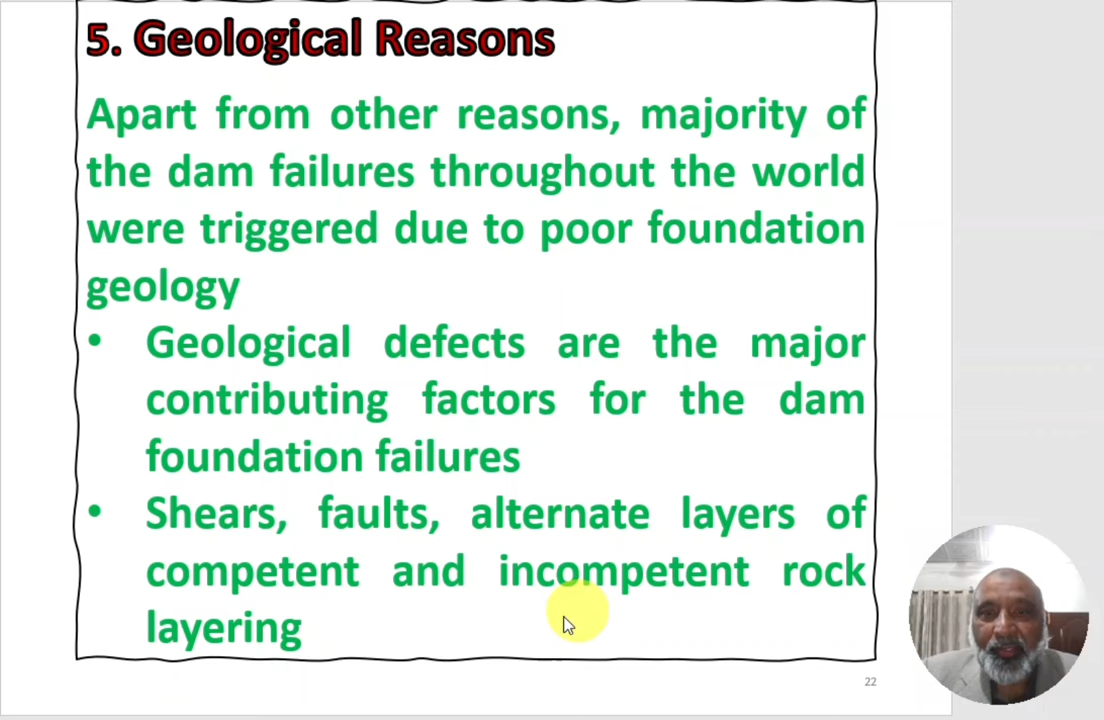 5. Geological Reasons
Apart from other reasons, majority of
the dam failures throughout the world
were triggered due to poor foundation
geology
• Geological defects are the major
contributing factors for the dam
foundation failures
• Shears, faults, alternate layers of
competent and incompetent rock
layering
22